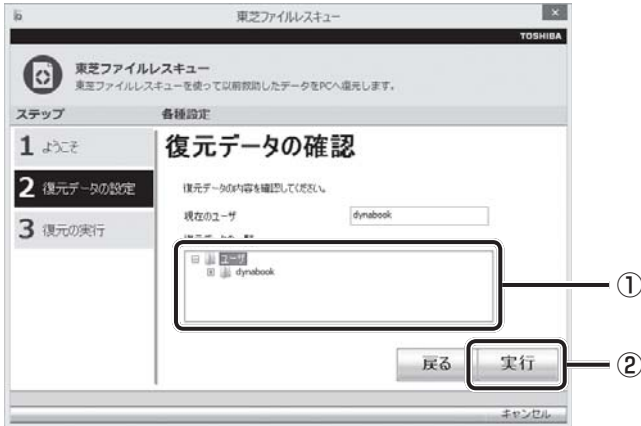 東芝ファイルレスキュー
TOSHIBA
東芝ファイルレスキュー
東芝ファイルレスキューを使って以前救助したデータをPCへ復元します。
ステップ
各種設定
1 ようこそ
2 復元データの設定
3 復元の実行
復元データの確認
復元データの内容を確認してください。
現在のユーザ
dynabook
ユーザ
dynabook
①
戻る
実行
②
キャンセル